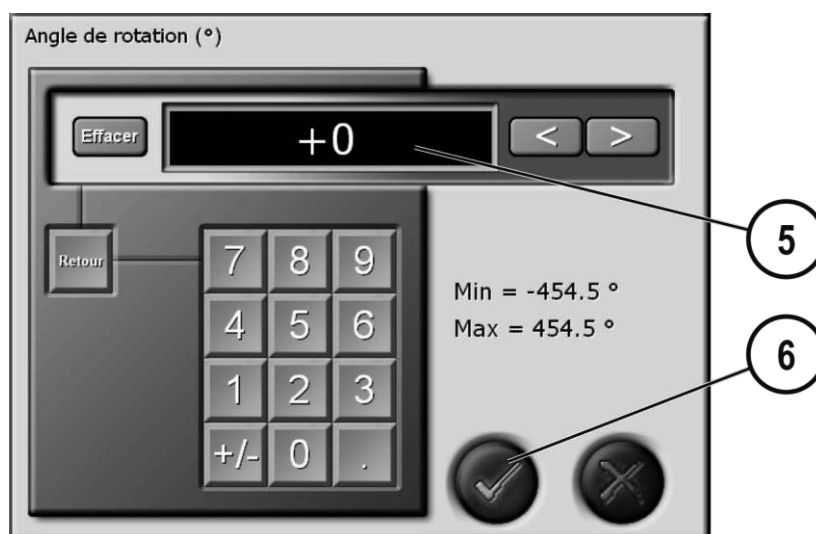 Angle de rotation (°)
Effacer +0 < >
5
Retour 7 8 9
Min = -454.5 °
4 5 6 Max = 454.5 °
6
1 2 3
+/- 0 .